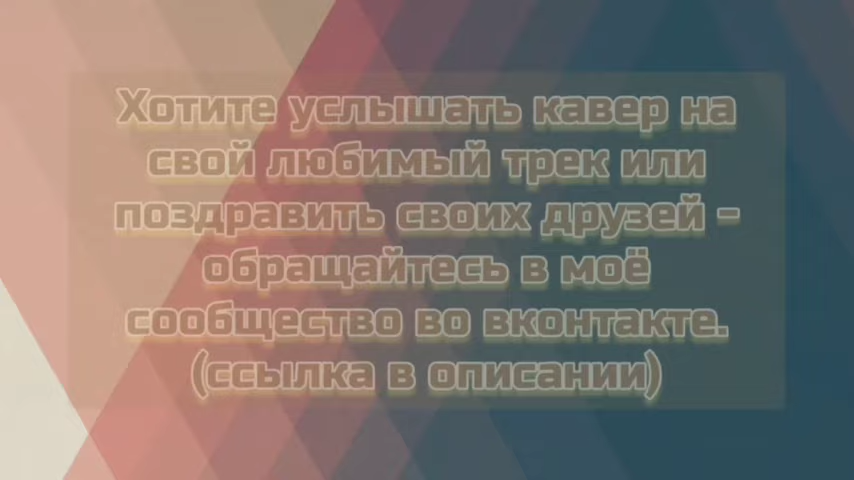 Хотите услышать кавер на
свой любимый трек или
поздравить своих друзей -
обращайтесь в моё
сообщество во вконтакте.
(ссылка в описании)